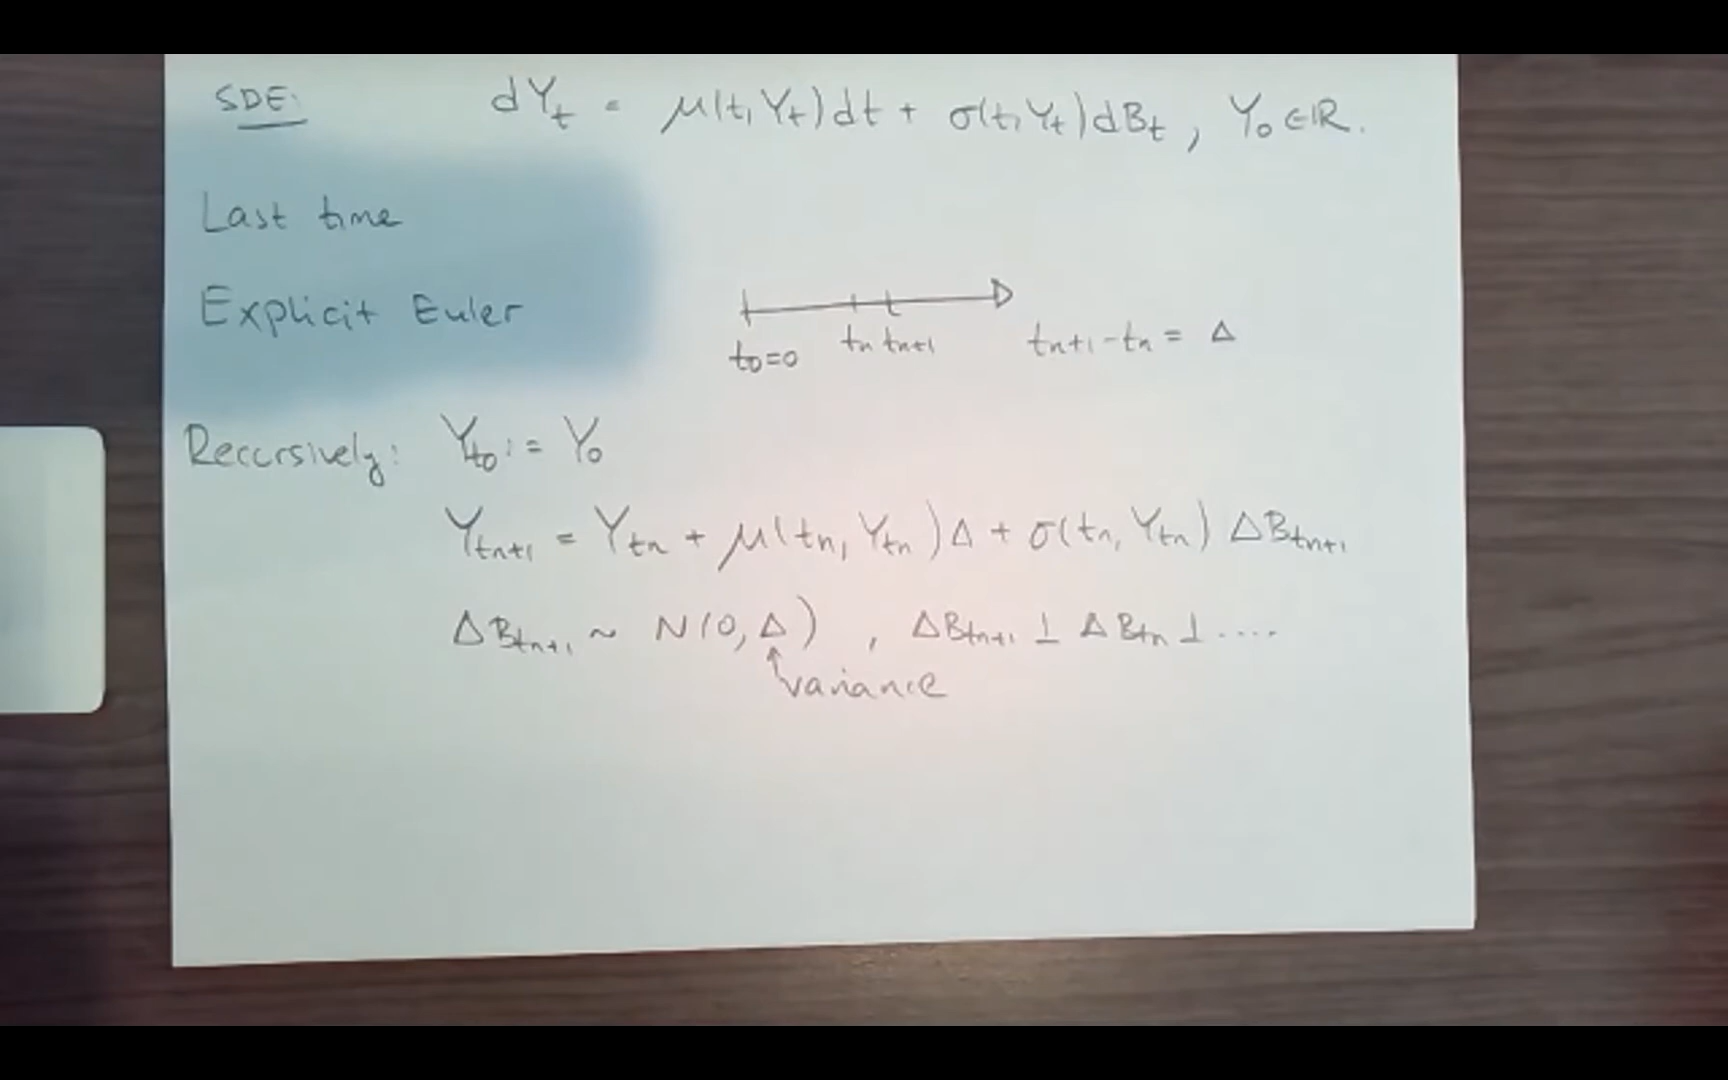 SDE: dY_t = μ(t, Y_t)dt + σ(t, Y_t)dB_t , Y_0 ∈ ℝ.
Last time
Explicit Euler
t_0=0 t_n t_{n+1} t_{n+1} - t_n = Δ
Reccrsively: Y_{t_0} := Y_0
Y_{t_{n+1}} = Y_{t_n} + μ(t_n, Y_{t_n})Δ + σ(t_n, Y_{t_n}) ΔB_{t_{n+1}}
ΔB_{t_{n+1}} ~ N(0, Δ) , ΔB_{t_{n+1}} ⊥ ΔB_{t_n} ⊥ ....
↑ variance